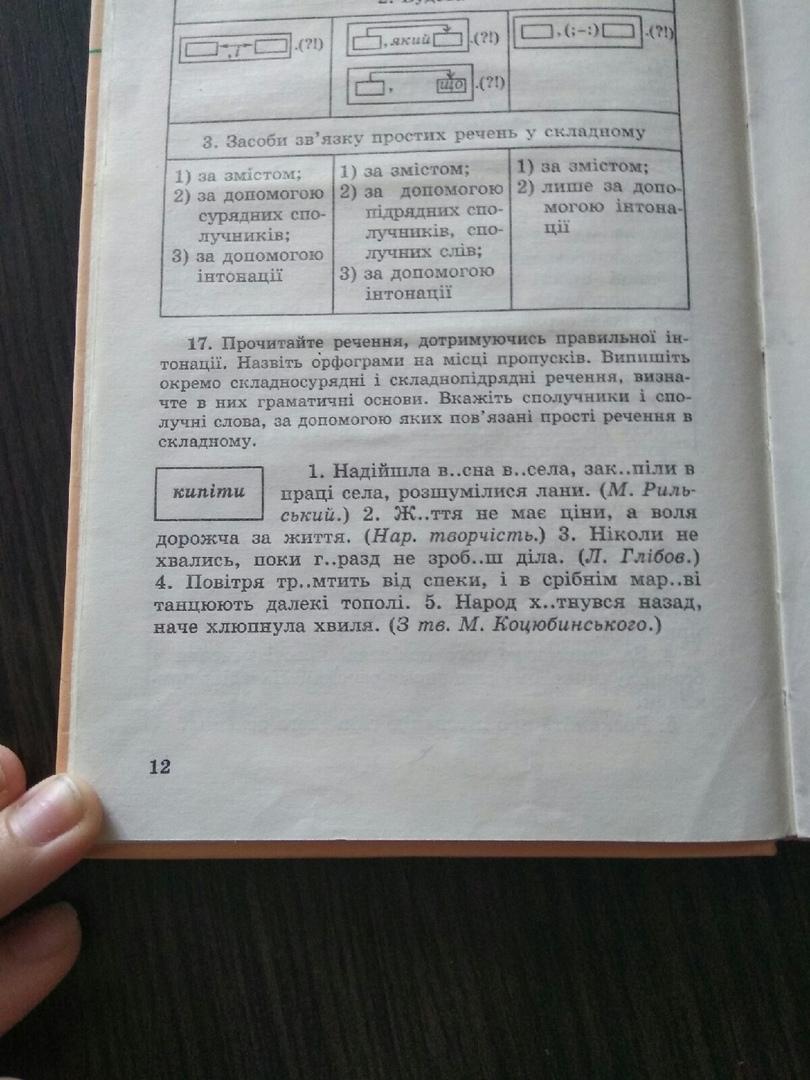 2. Будова
.(?!)
, який .(?!)
, (;–:) .(?!)
, що .(?!)
3. Засоби зв’язку простих речень у складному
1) за змістом;
2) за допомогою
сурядних спо-
лучників;
3) за допомогою
інтонації
1) за змістом;
2) за допомогою
підрядних спо-
лучників, спо-
лучних слів;
3) за допомогою
інтонації
1) за змістом;
2) лише за допо-
могою інтона-
ції
17. Прочитайте речення, дотримуючись правильної ін-
тонації. Назвіть орфограми на місці пропусків. Випишіть
окремо складносурядні і складнопідрядні речення, визна-
чте в них граматичні основи. Вкажіть сполучники і спо-
лучні слова, за допомогою яких пов’язані прості речення в
складному.
кипіти
1. Надійшла в..сна в..села, зак..піли в
праці села, розшумілися лани. (М. Риль-
ський.) 2. Ж..ття не має ціни, а воля
дорожча за життя. (Нар. творчість.) 3. Ніколи не
хвались, поки г..разд не зроб..ш діла. (Л. Глібов.)
4. Повітря тр..мтить від спеки, і в срібнім мар..ві
танцюють далекі тополі. 5. Народ х..тнувся назад,
наче хлюпнула хвиля. (З тв. М. Коцюбинського.)
12